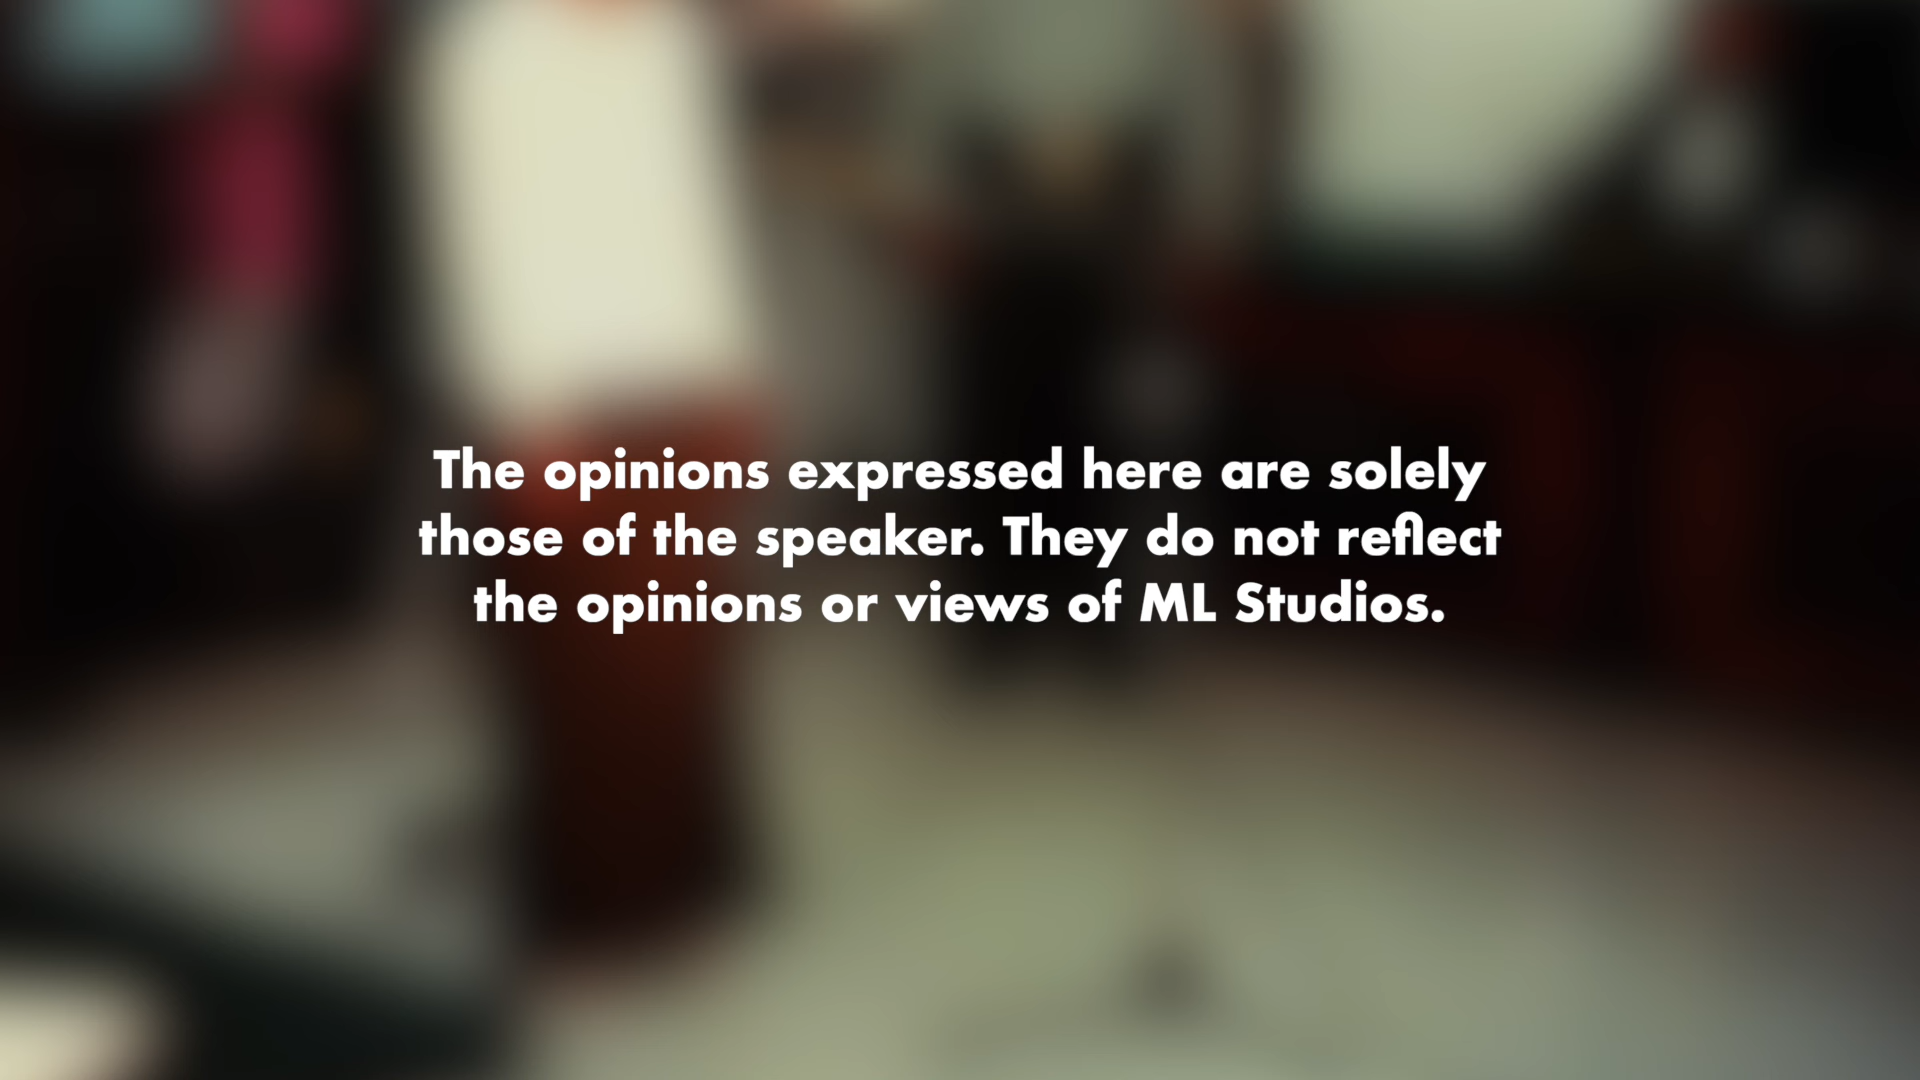 The opinions expressed here are solely
those of the speaker. They do not reflect
the opinions or views of ML Studios.